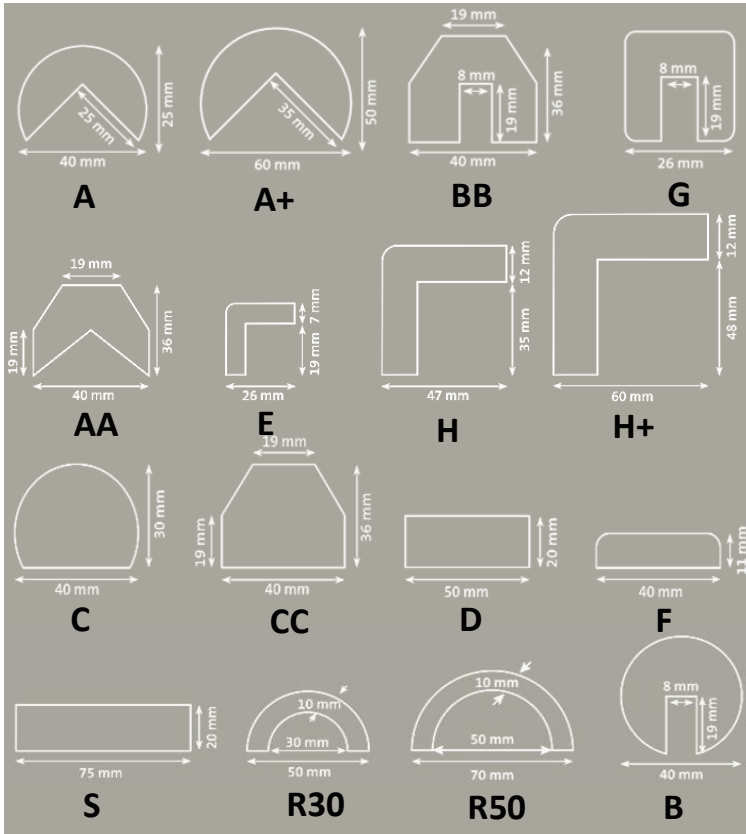 19 mm
8 mm
25 mm
25 mm
35 mm
50 mm
19 mm
36 mm
8 mm
19 mm
40 mm
60 mm
40 mm
26 mm
A
A+
BB
G
19 mm
19 mm
36 mm
40 mm
7 mm
19 mm
26 mm
12 mm
35 mm
47 mm
12 mm
48 mm
60 mm
AA
E
H
H+
19 mm
30 mm
40 mm
19 mm
36 mm
40 mm
20 mm
50 mm
11 mm
40 mm
C
CC
D
F
20 mm
75 mm
10 mm
30 mm
50 mm
10 mm
50 mm
70 mm
8 mm
19 mm
40 mm
S
R30
R50
B